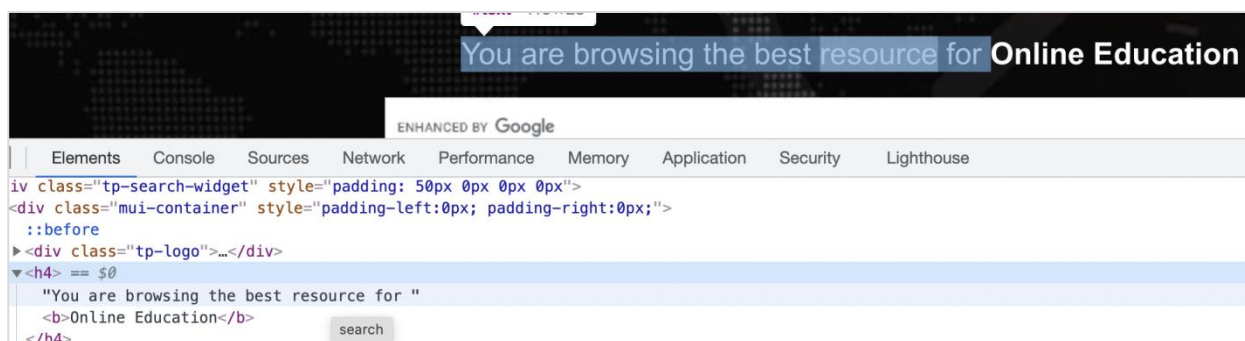 You are browsing the best resource for Online Education
ENHANCED BY Google
Elements Console Sources Network Performance Memory Application Security Lighthouse
iv class="tp-search-widget" style="padding: 50px 0px 0px 0px">
<div class="mui-container" style="padding-left:0px; padding-right:0px;">
::before
▶<div class="tp-logo">…</div>
▼<h4> == $0
"You are browsing the best resource for "
<b>Online Education</b>
search
</h4>